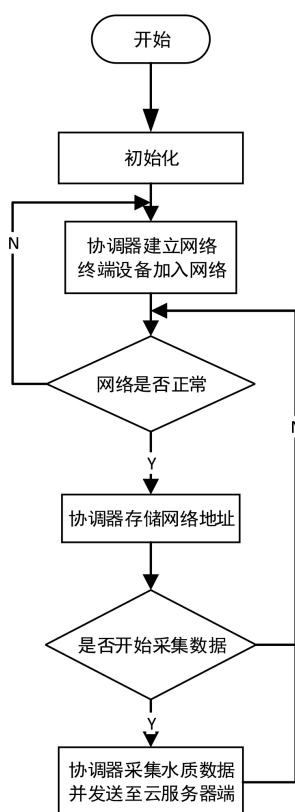 开始
初始化
N
协调器建立网络
终端设备加入网络
网络是否正常
N
Y
协调器存储网络地址
是否开始采集数据
Y
协调器采集水质数据
并发送至云服务器端